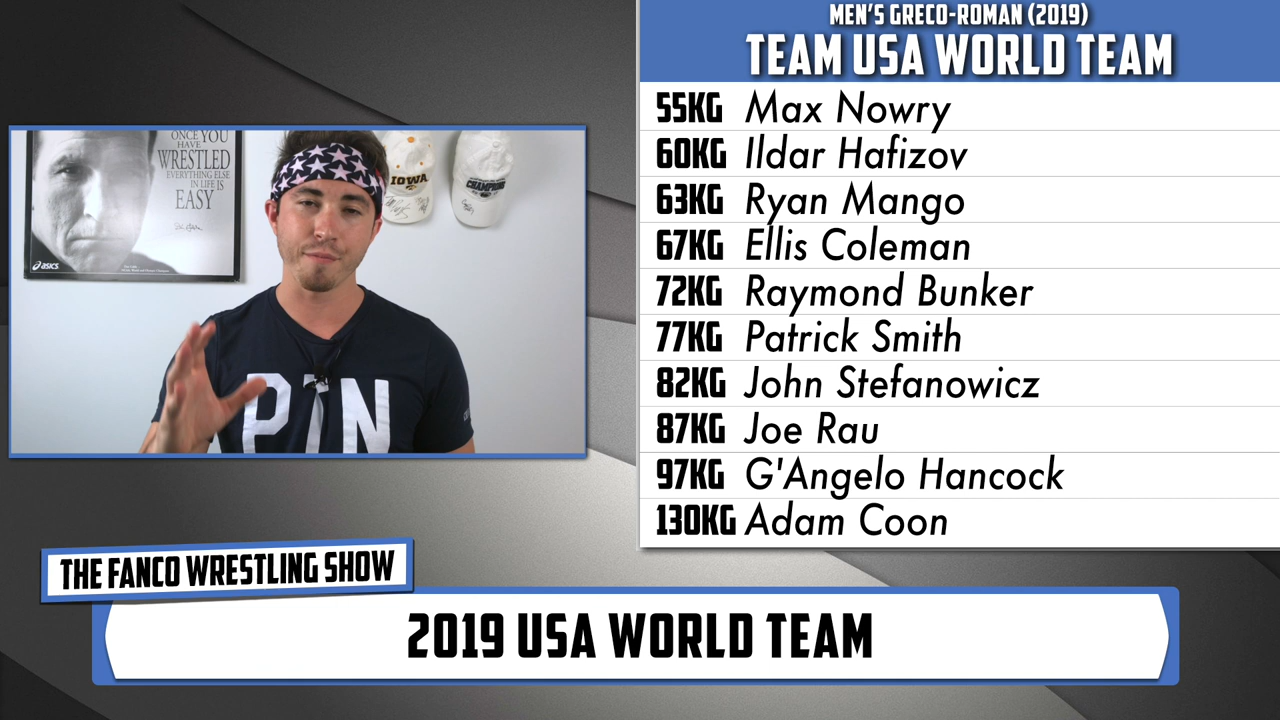 MEN'S GRECO-ROMAN (2019)
TEAM USA WORLD TEAM
55KG Max Nowry
60KG Ildar Hafizov
63KG Ryan Mango
67KG Ellis Coleman
72KG Raymond Bunker
77KG Patrick Smith
82KG John Stefanowicz
87KG Joe Rau
97KG G'Angelo Hancock
130KG Adam Coon
ONCE YOU
HAVE
WRESTLED
EVERYTHING ELSE
IN LIFE IS
EASY
asics
IOWA
CHAMPIONS
PIN
THE FANCO WRESTLING SHOW
2019 USA WORLD TEAM